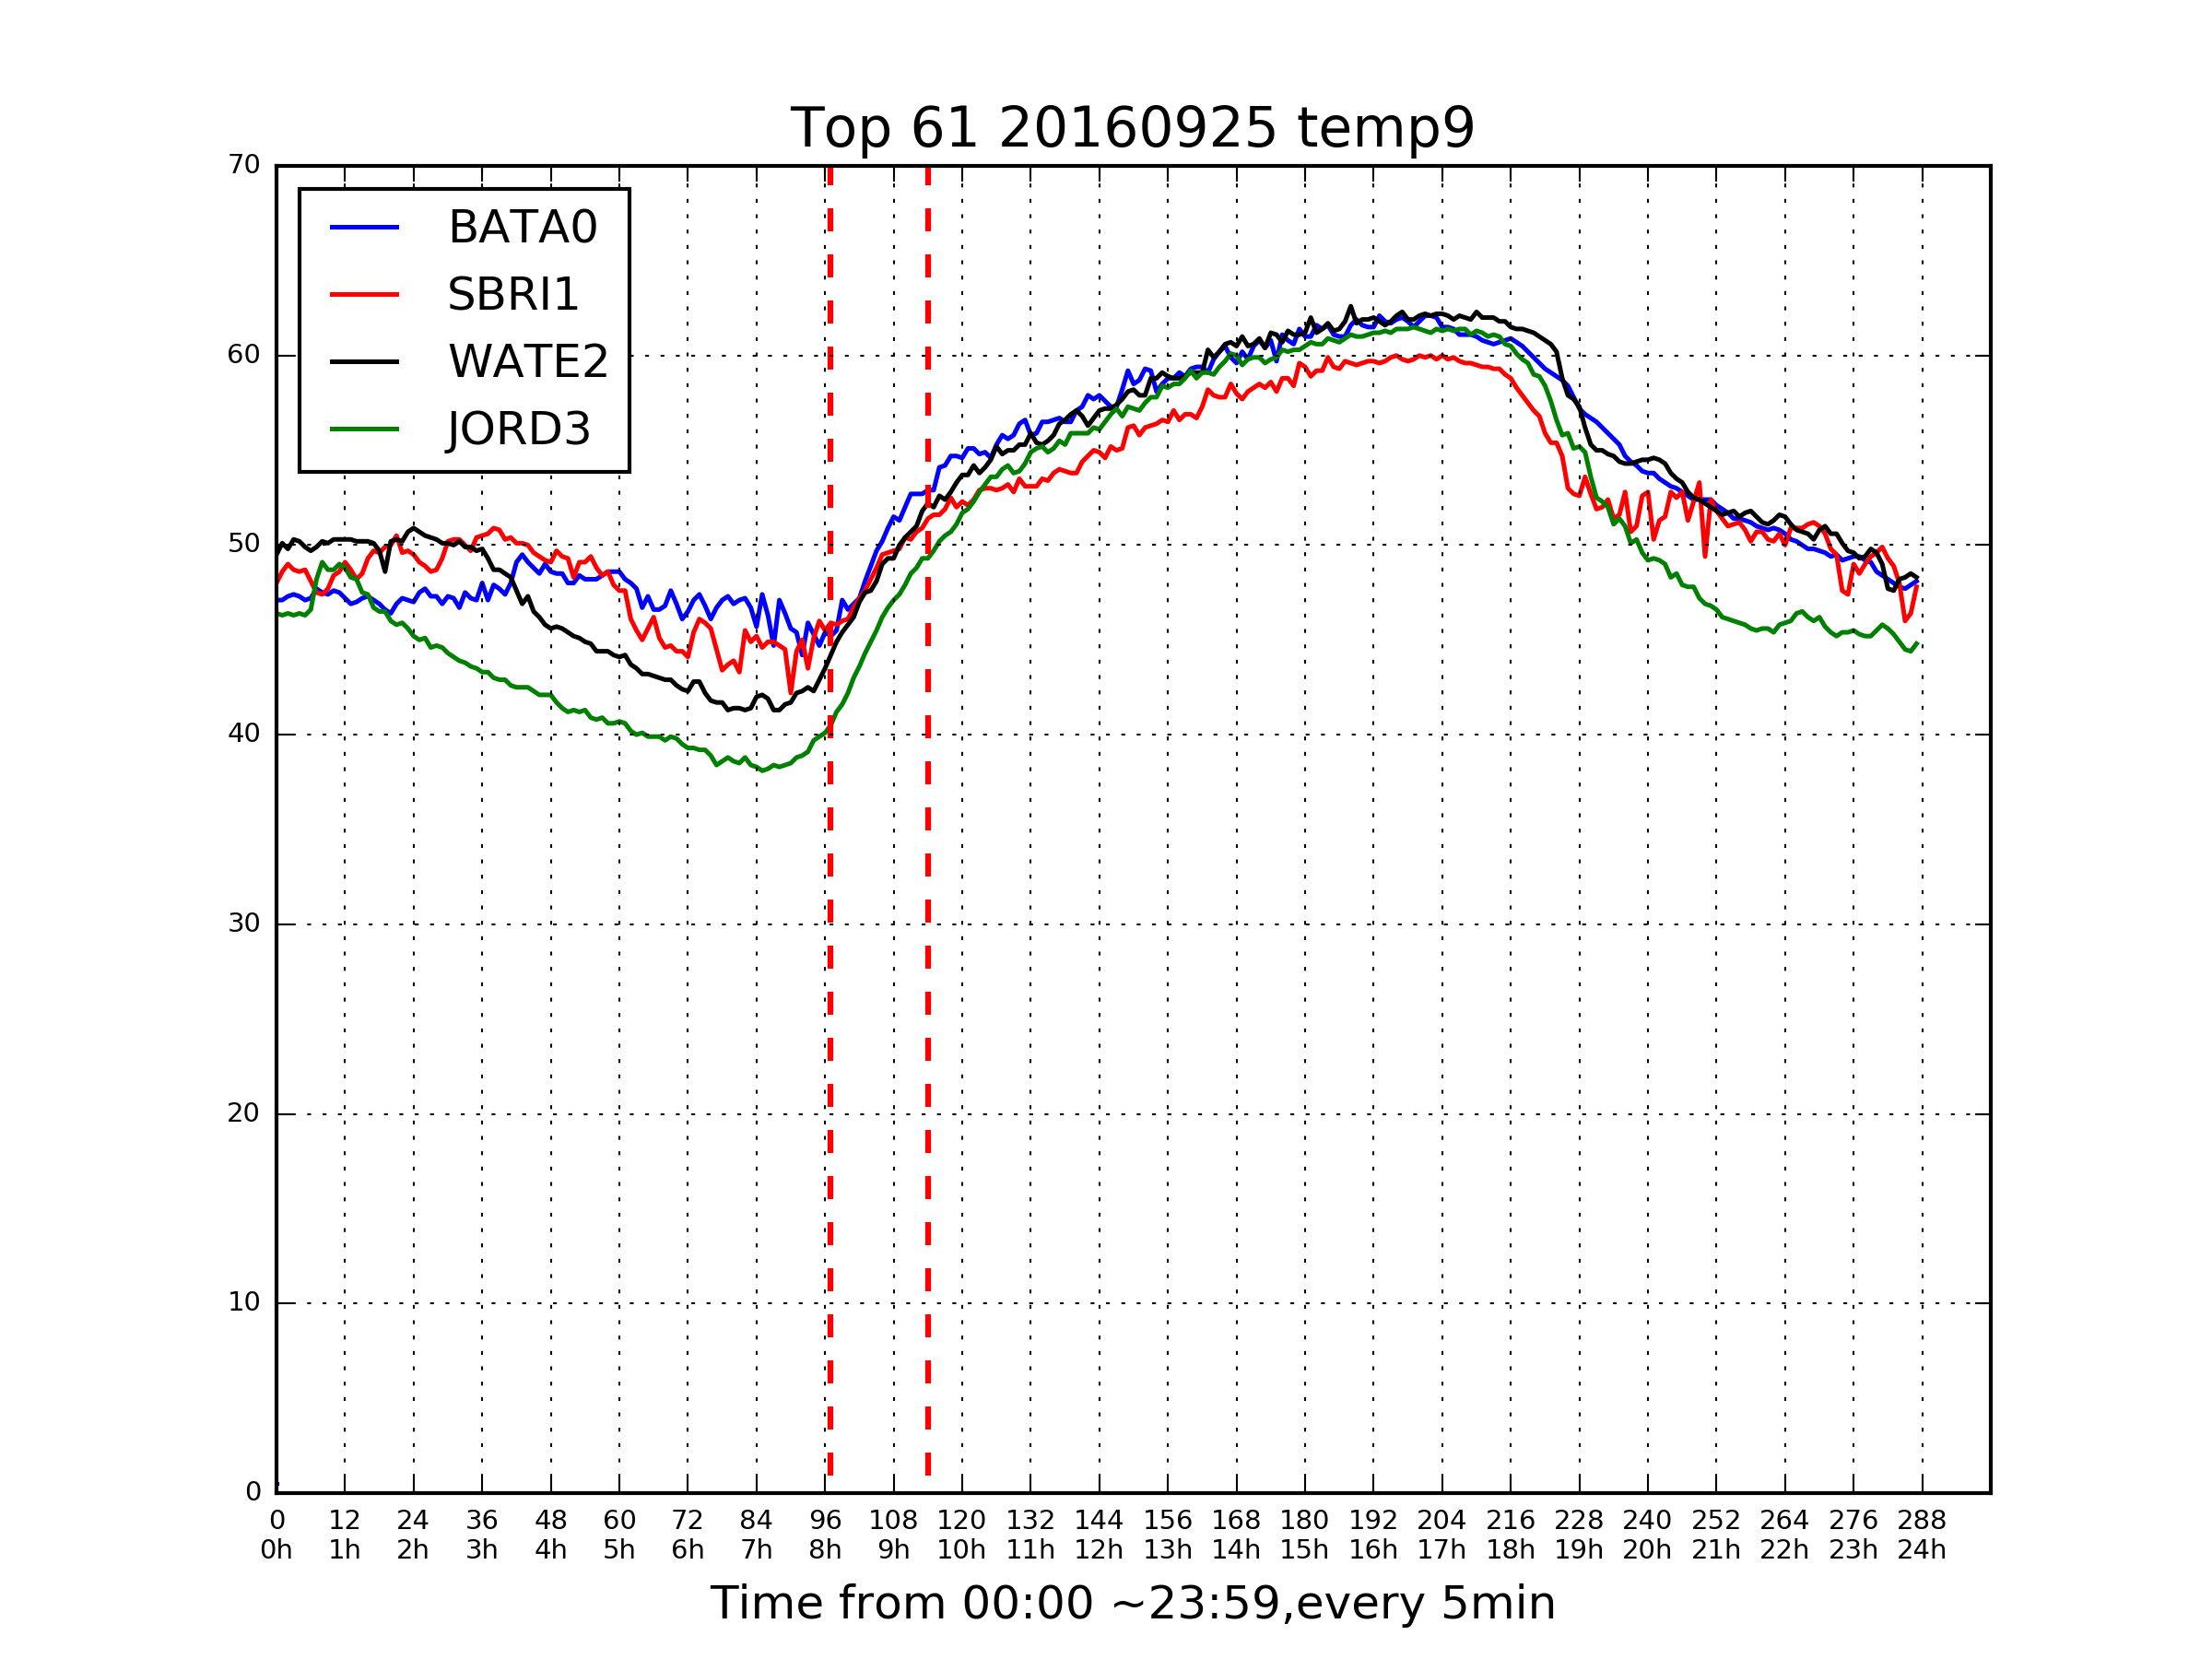 Top 61 20160925 temp9
70
60
50
40
30
20
10
0
BATA0
SBRI1
WATE2
JORD3
0 12 24 36 48 60 72 84 96 108 120 132 144 156 168 180 192 204 216 228 240 252 264 276 288
0h 1h 2h 3h 4h 5h 6h 7h 8h 9h 10h 11h 12h 13h 14h 15h 16h 17h 18h 19h 20h 21h 22h 23h 24h
Time from 00:00 ~23:59,every 5min